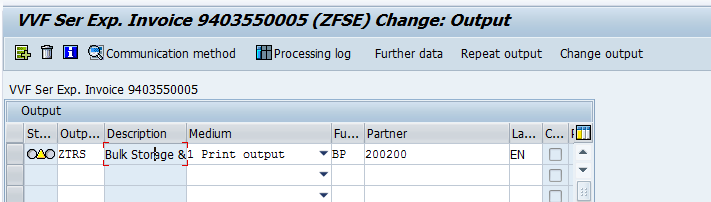 VVF Ser Exp. Invoice 9403550005 (ZFSE) Change: Output
Communication method Processing log Further data Repeat output Change output
VVF Ser Exp. Invoice 9403550005
Output
St... Outp... Description Medium Fu... Partner La... C...
ZTRS Bulk Storage & 1 Print output BP 200200 EN